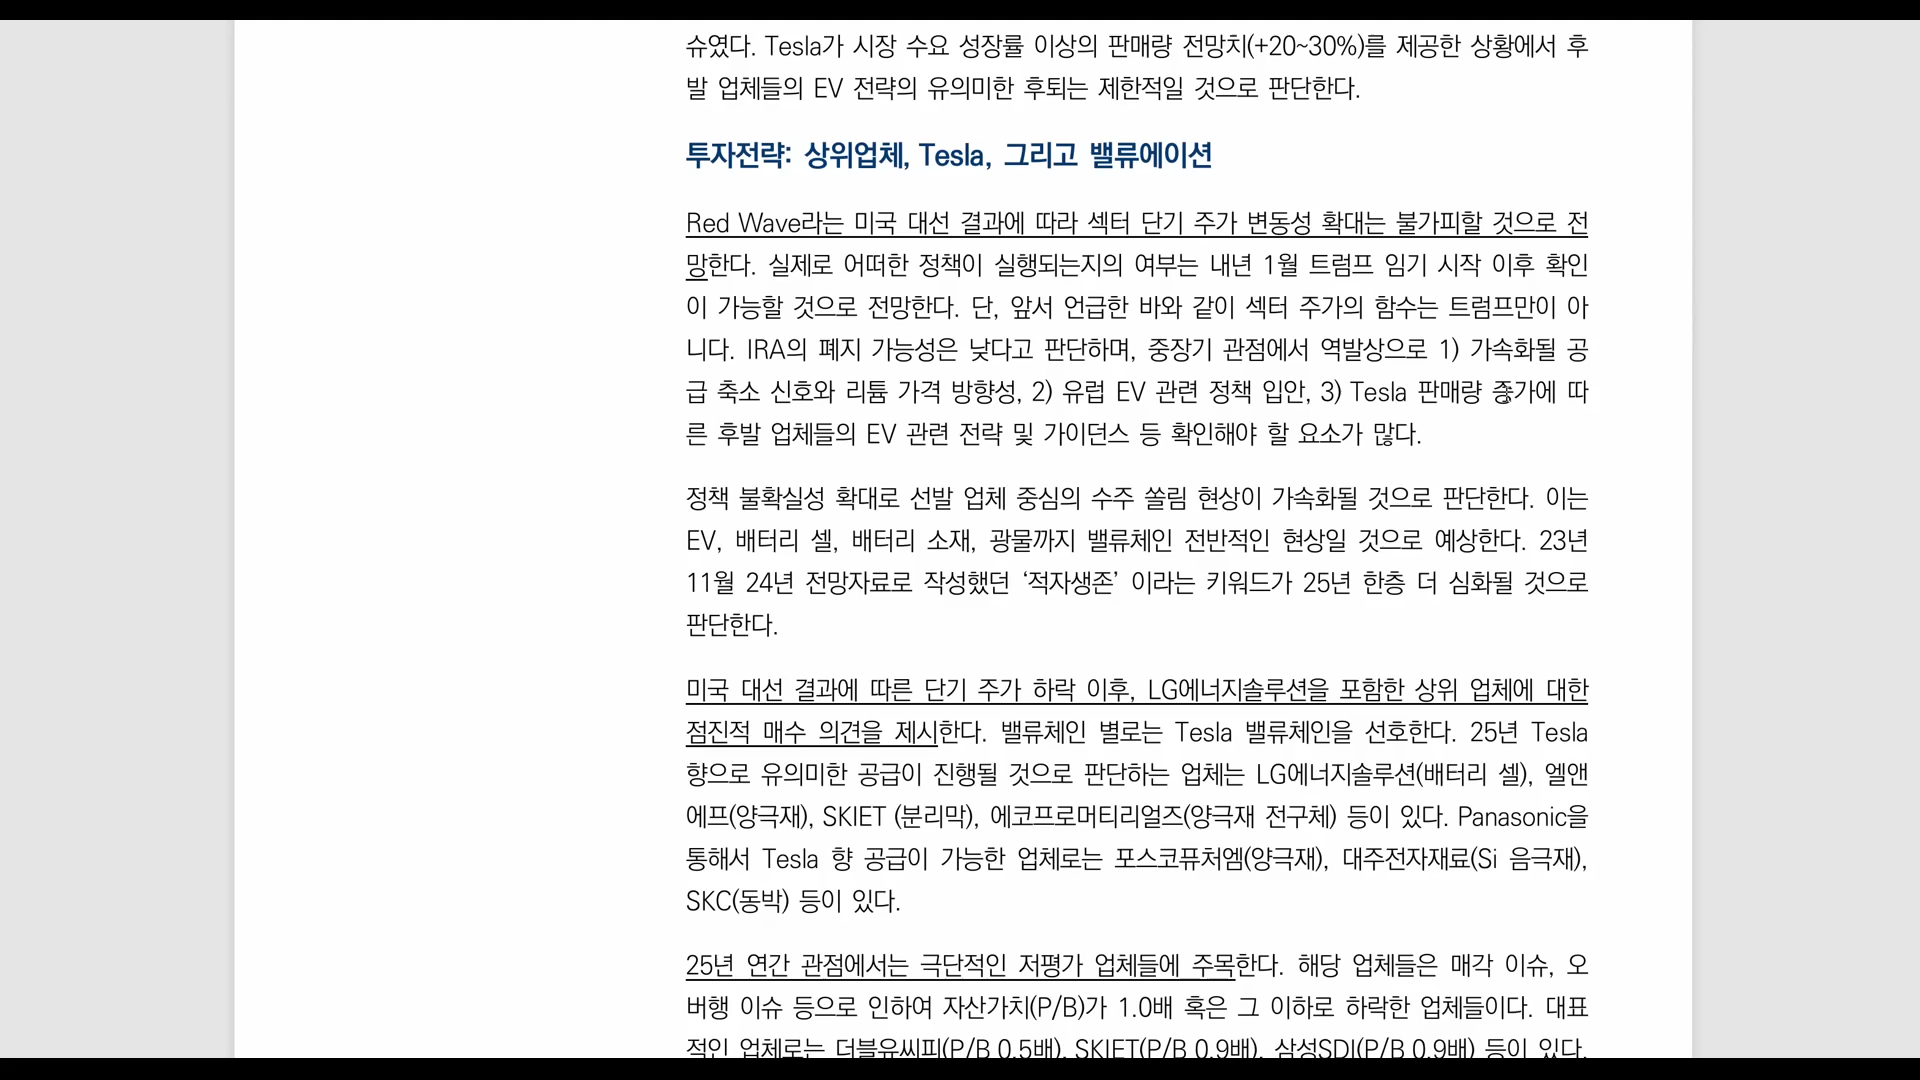 슈였다. Tesla가 시장 수요 성장률 이상의 판매량 전망치(+20~30%)를 제공한 상황에서 후
발 업체들의 EV 전략의 유의미한 후퇴는 제한적일 것으로 판단한다.
투자전략: 상위업체, Tesla, 그리고 밸류에이션
Red Wave라는 미국 대선 결과에 따라 섹터 단기 주가 변동성 확대는 불가피할 것으로 전
망한다. 실제로 어떠한 정책이 실행되는지의 여부는 내년 1월 트럼프 임기 시작 이후 확인
이 가능할 것으로 전망한다. 단, 앞서 언급한 바와 같이 섹터 주가의 함수는 트럼프만이 아
니다. IRA의 폐지 가능성은 낮다고 판단하며, 중장기 관점에서 역발상으로 1) 가속화될 공
급 축소 신호와 리튬 가격 방향성, 2) 유럽 EV 관련 정책 입안, 3) Tesla 판매량 증가에 따
른 후발 업체들의 EV 관련 전략 및 가이던스 등 확인해야 할 요소가 많다.
정책 불확실성 확대로 선발 업체 중심의 수주 쏠림 현상이 가속화될 것으로 판단한다. 이는
EV, 배터리 셀, 배터리 소재, 광물까지 밸류체인 전반적인 현상일 것으로 예상한다. 23년
11월 24년 전망자료로 작성했던 ‘적자생존’ 이라는 키워드가 25년 한층 더 심화될 것으로
판단한다.
미국 대선 결과에 따른 단기 주가 하락 이후, LG에너지솔루션을 포함한 상위 업체에 대한
점진적 매수 의견을 제시한다. 밸류체인 별로는 Tesla 밸류체인을 선호한다. 25년 Tesla
향으로 유의미한 공급이 진행될 것으로 판단하는 업체는 LG에너지솔루션(배터리 셀), 엘앤
에프(양극재), SKIET (분리막), 에코프로머티리얼즈(양극재 전구체) 등이 있다. Panasonic을
통해서 Tesla 향 공급이 가능한 업체로는 포스코퓨처엠(양극재), 대주전자재료(Si 음극재),
SKC(동박) 등이 있다.
25년 연간 관점에서는 극단적인 저평가 업체들에 주목한다. 해당 업체들은 매각 이슈, 오
버행 이슈 등으로 인하여 자산가치(P/B)가 1.0배 혹은 그 이하로 하락한 업체들이다. 대표
적인 업체로는 더블유씨피(P/B 0.5배), SKIET(P/B 0.9배), 삼성SDI(P/B 0.9배) 등이 있다.